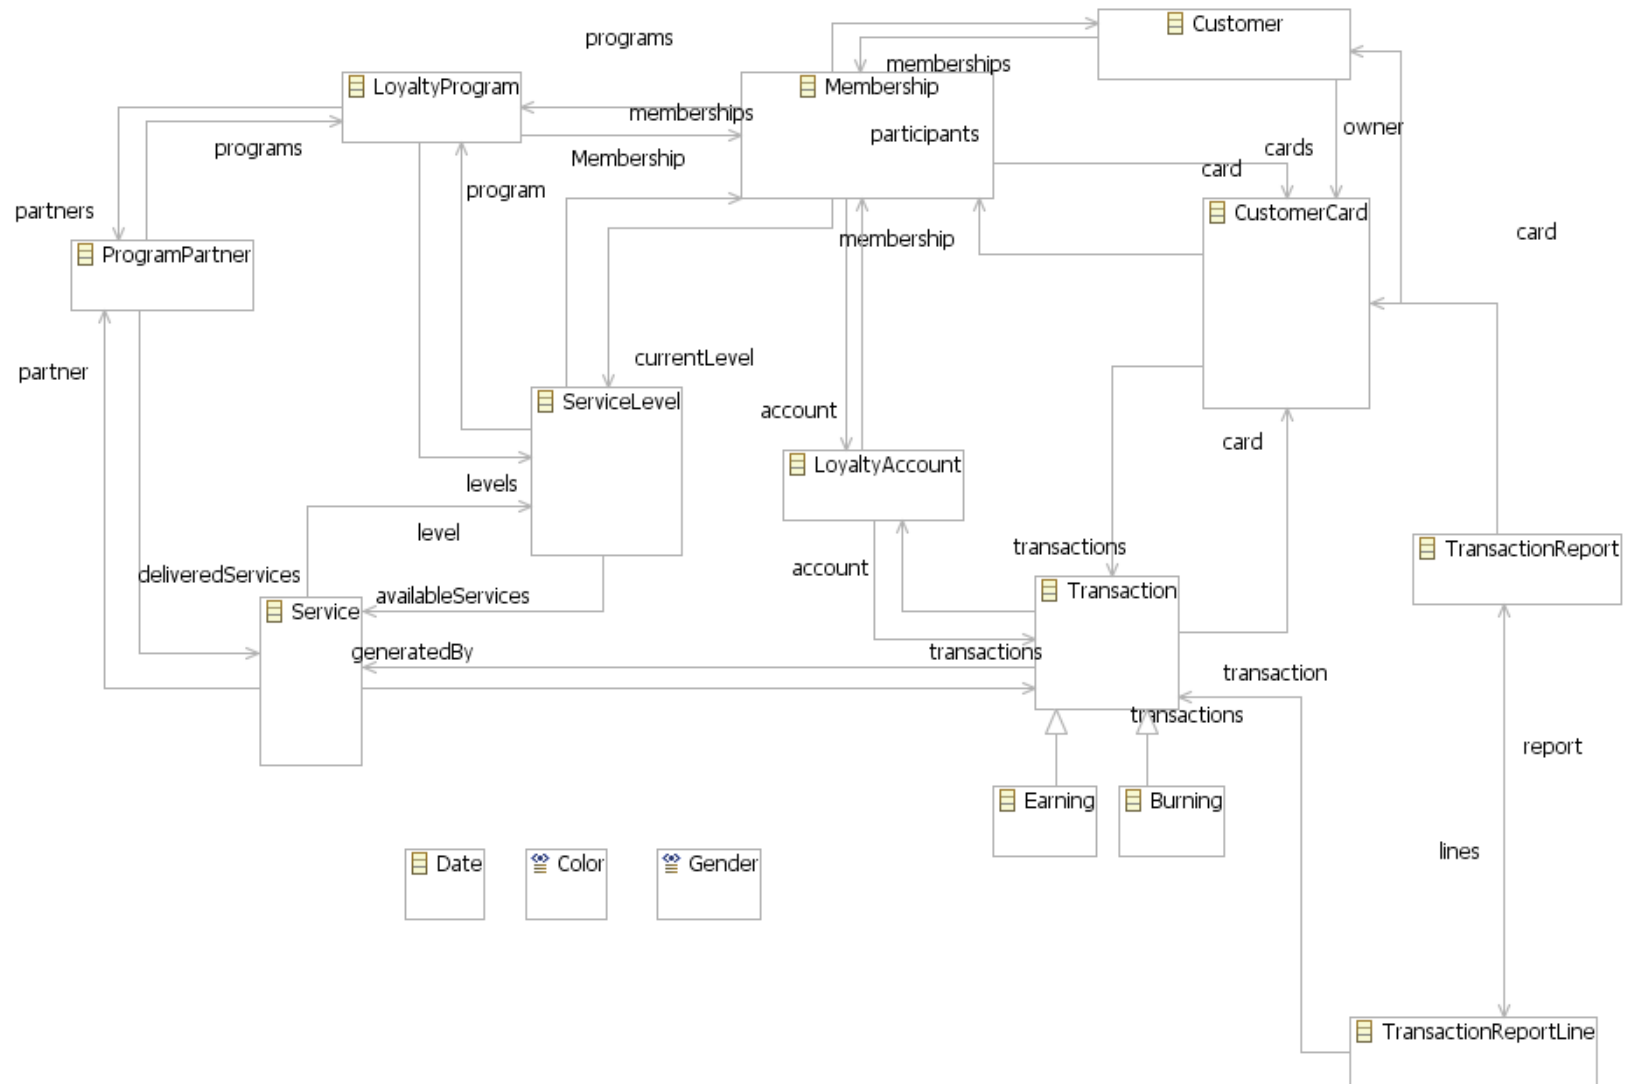 Customer
programs
memberships
LoyaltyProgram
Membership
memberships
owner
participants
programs
cards
Membership
card
program
partners
CustomerCard
card
membership
ProgramPartner
currentLevel
partner
ServiceLevel
account
card
LoyaltyAccount
levels
level
transactions
TransactionReport
account
deliveredServices
availableServices
Transaction
Service
generatedBy
transactions
transaction
transactions
report
Earning
Burning
lines
Date
Color
Gender
TransactionReportLine